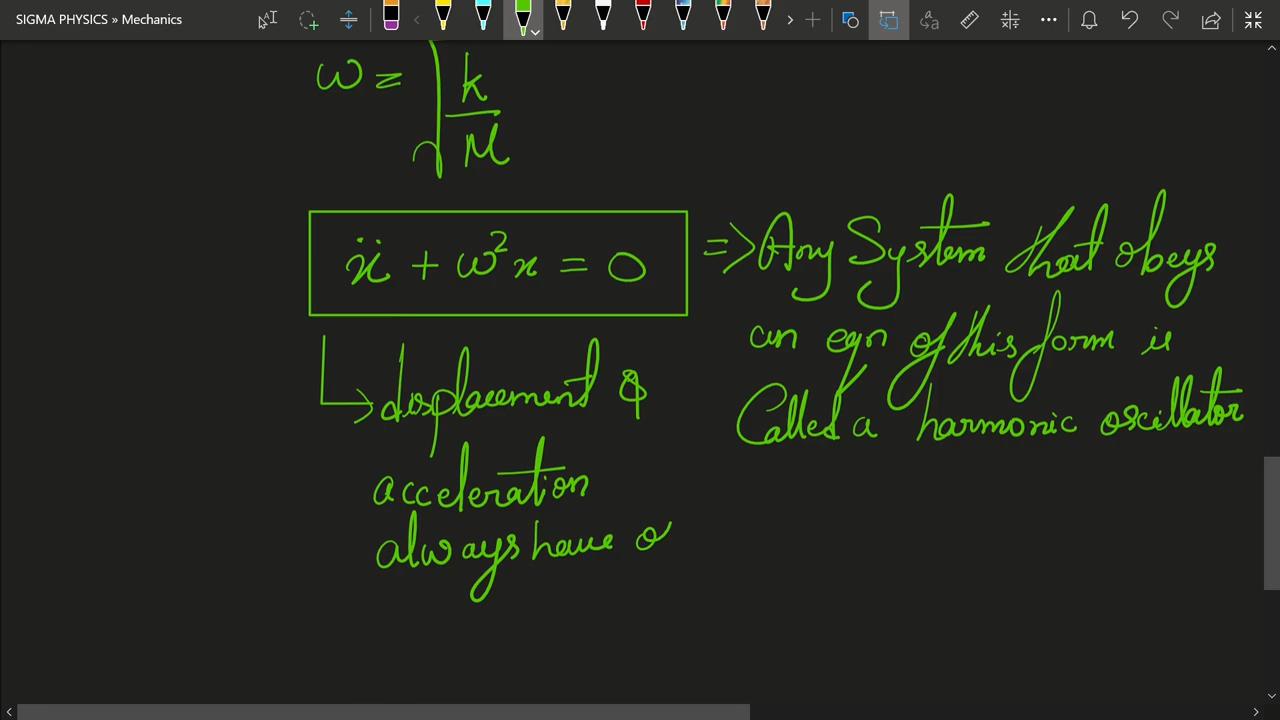 SIGMA PHYSICS » Mechanics
ω = √(k/M)
ẍ + ω²x = 0
=> Any System that obeys
an eqn of this form is
Called a harmonic oscillator
displacement &
acceleration
always have o